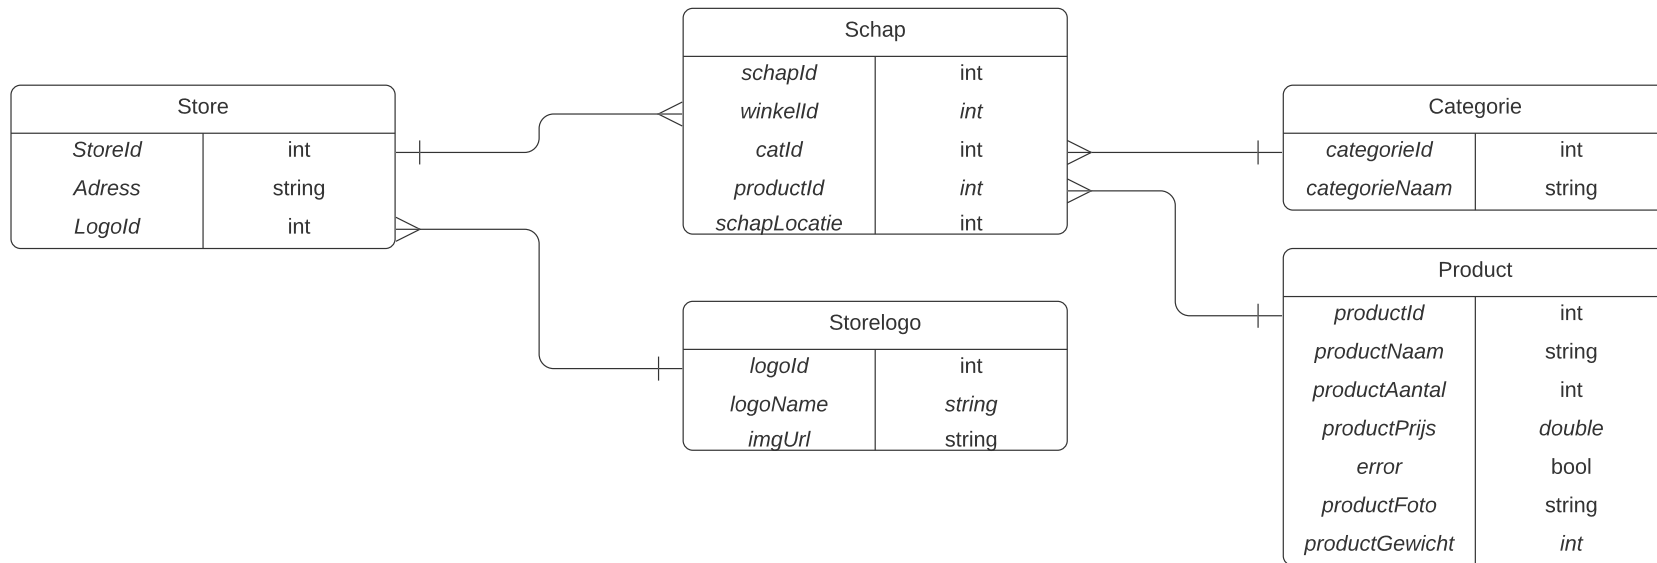 Store
StoreId int
Adress string
LogoId int
Schap
schapId int
winkelId int
catId int
productId int
schapLocatie int
Storelogo
logoId int
logoName string
imgUrl string
Categorie
categorieId int
categorieNaam string
Product
productId int
productNaam string
productAantal int
productPrijs double
error bool
productFoto string
productGewicht int